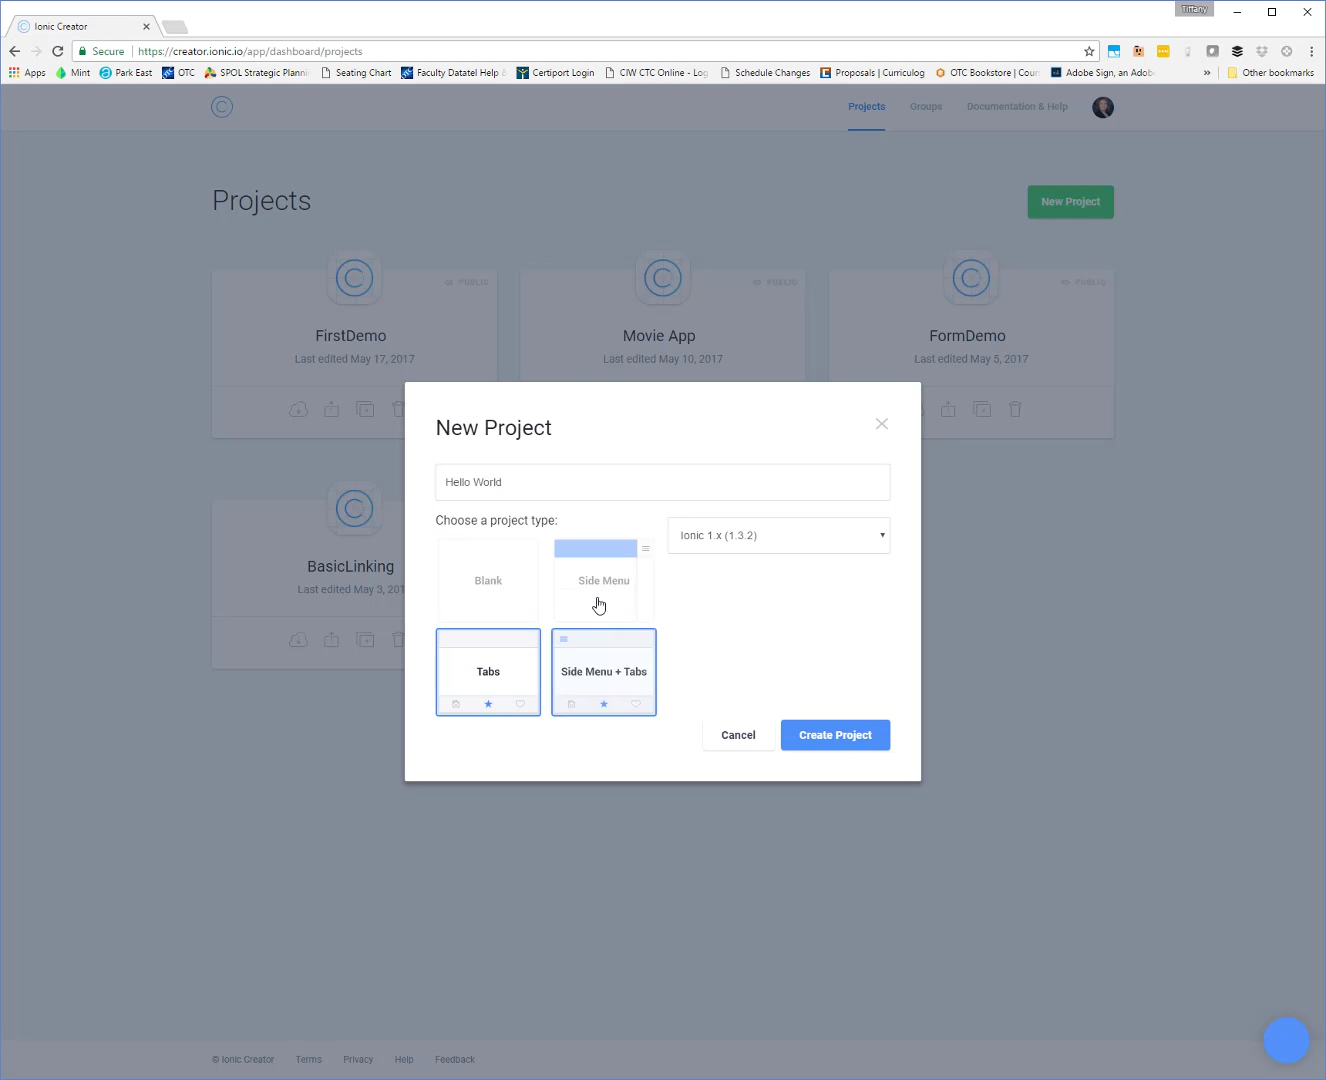 Tiffany
Ionic Creator
Secure
https://creator.ionic.io/app/dashboard/projects
Apps
Mint
Park East
OTC
SPOL Strategic Plannin
Seating Chart
Faculty Datatel Help &
Certiport Login
CIW CTC Online - Log
Schedule Changes
Proposals | Curriculog
OTC Bookstore | Cour
Adobe Sign, an Adob
Other bookmarks
Projects
Groups
Documentation & Help
Projects
New Project
PUBLIC
PUBLIC
PUBLIC
FirstDemo
Last edited May 17, 2017
Movie App
Last edited May 10, 2017
FormDemo
Last edited May 5, 2017
BasicLinking
Last edited May 3, 201
New Project
Hello World
Choose a project type:
Ionic 1.x (1.3.2)
Blank
Side Menu
Tabs
Side Menu + Tabs
Cancel
Create Project
© Ionic Creator
Terms
Privacy
Help
Feedback